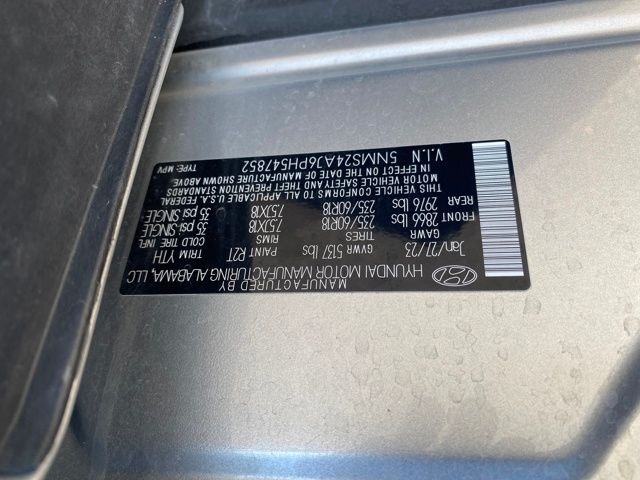 MANUFACTURED BY
HYUNDAI MOTOR MANUFACTURING ALABAMA, LLC
Jan/27/23 GVWR 5137 lbs PAINT R2T TRIM YTH
GAWR TIRES RIMS COLD TIRE INFL
FRONT 2866 lbs 235/60R18 7.5JX18 35 psi-SINGLE
REAR 2976 lbs 235/60R18 7.5JX18 35 psi-SINGLE
THIS VEHICLE CONFORMS TO ALL APPLICABLE U.S.A. FEDERAL
MOTOR VEHICLE SAFETY AND THEFT PREVENTION STANDARDS
IN EFFECT ON THE DATE OF MANUFACTURE SHOWN ABOVE.
V.I.N 5NMS24AJ6PH547852 TYPE: MPV